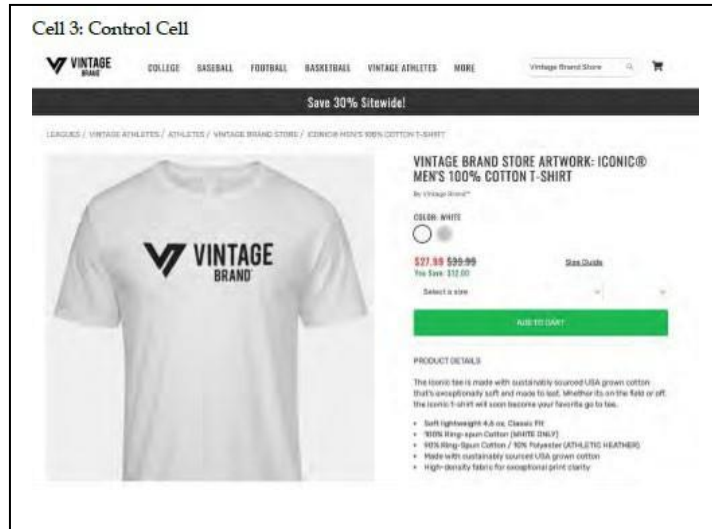 Cell 3: Control Cell
VINTAGE
BRAND
COLLEGE BASEBALL FOOTBALL BASKETBALL VINTAGE ATHLETES MORE
Vintage Brand Store
Save 30% Sitewide!
LEAGUES / VINTAGE ATHLETES / ATHLETES / VINTAGE BRAND STORE / ICONIC® MEN'S 100% COTTON T-SHIRT
VINTAGE BRAND STORE ARTWORK: ICONIC®
MEN'S 100% COTTON T-SHIRT
By Vintage Brand™
COLOR: WHITE
$27.99 $39.99
Size Guide
You Save: $12.00
Select a size
ADD TO CART
VINTAGE
BRAND
PRODUCT DETAILS
The iconic tee is made with sustainably sourced USA grown cotton
that's exceptionally soft and made to last. Whether its on the field or off,
the iconic t-shirt will soon become your favorite go to tee.
• Soft lightweight 4.6 oz, Classic Fit
• 100% Ring-spun Cotton (WHITE ONLY)
• 90% Ring-Spun Cotton / 10% Polyester (ATHLETIC HEATHER)
• Made with sustainably sourced USA grown cotton
• High-density fabric for exceptional print clarity